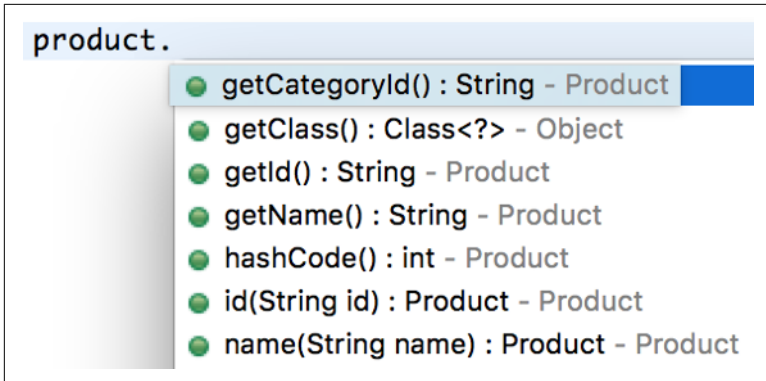 product.
getCategoryId() : String - Product
getClass() : Class<?> - Object
getId() : String - Product
getName() : String - Product
hashCode() : int - Product
id(String id) : Product - Product
name(String name) : Product - Product